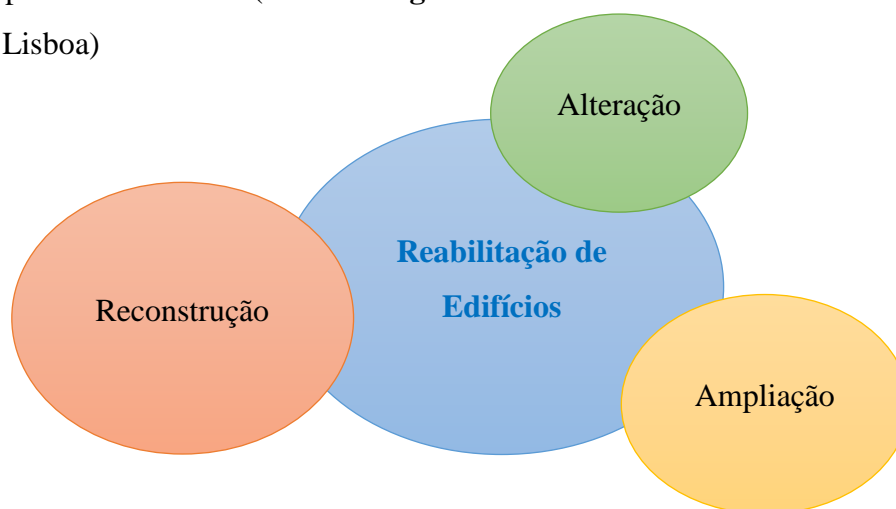 Lisboa)
Alteração
Reabilitação de
Edifícios
Reconstrução
Ampliação